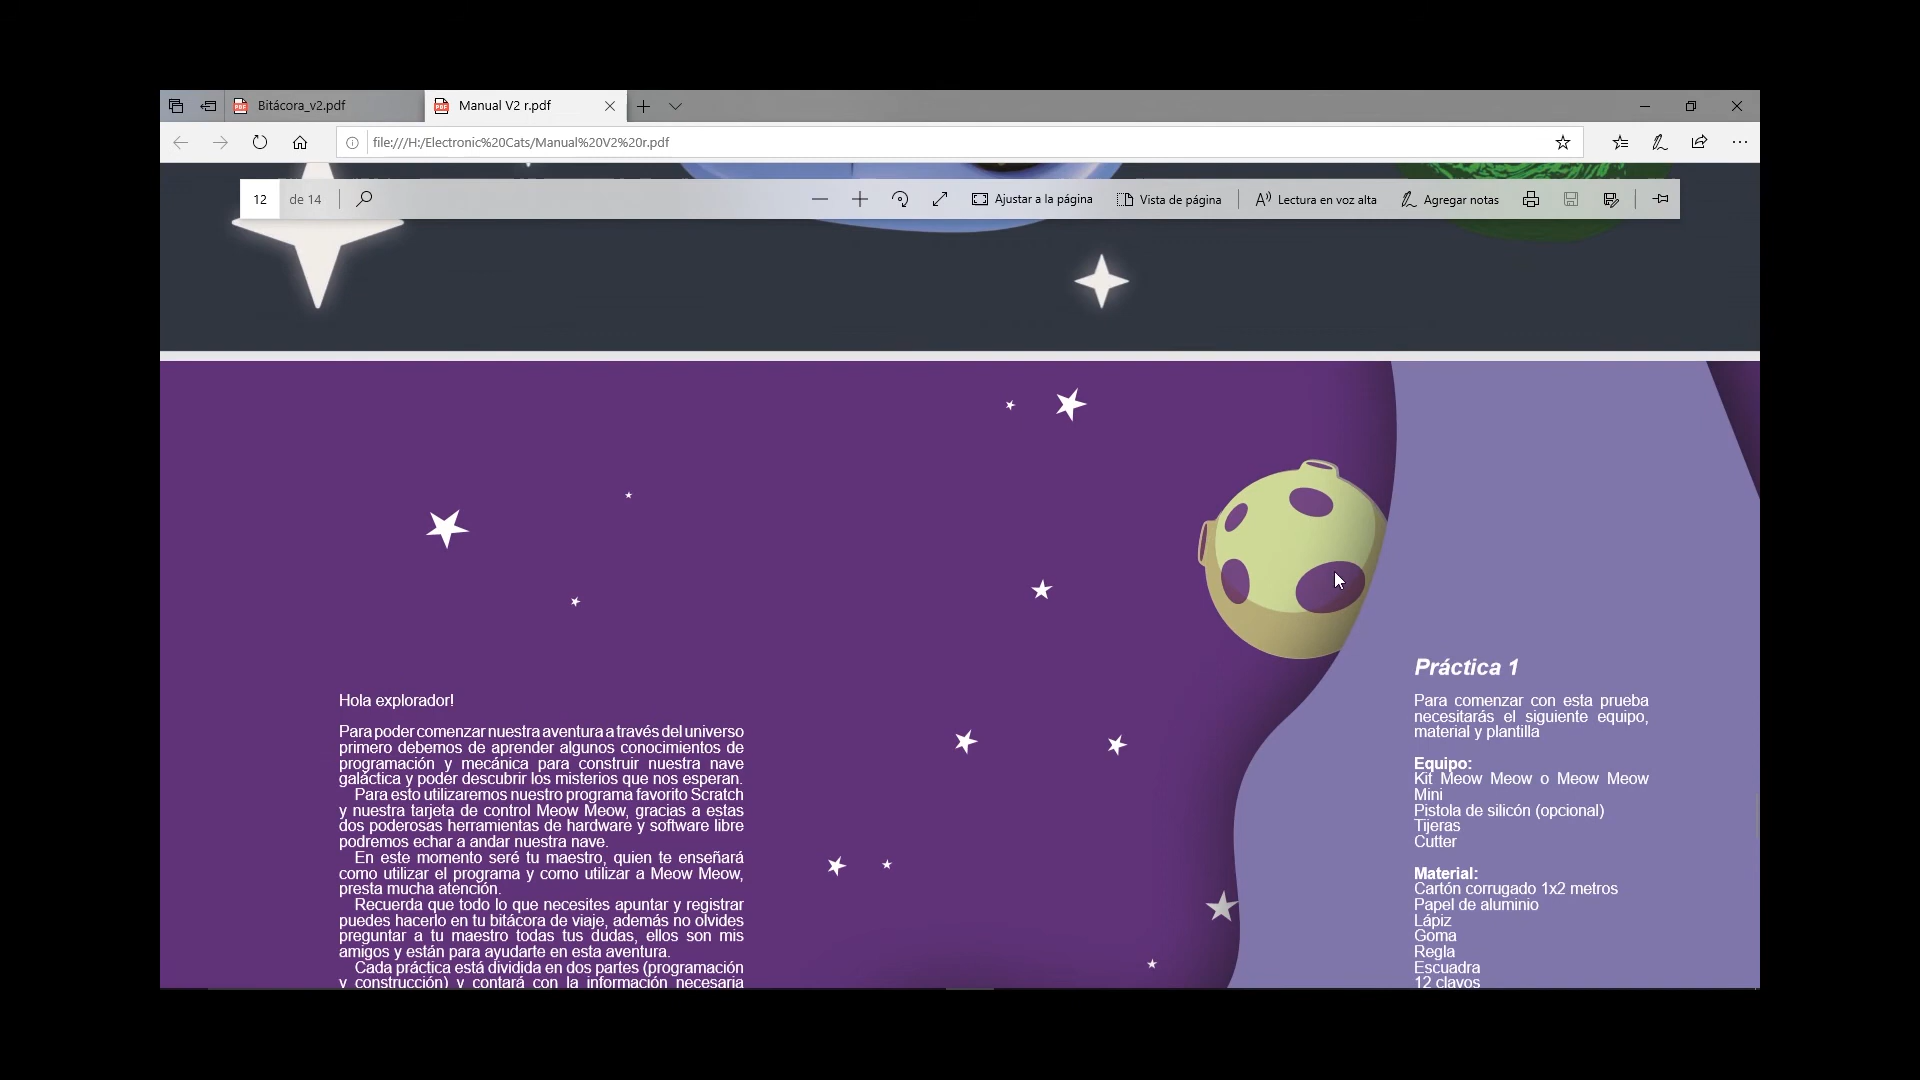 Bitácora_v2.pdf
Manual V2 r.pdf
file:///H:/Electronic%20Cats/Manual%20V2%20r.pdf
12 de 14
Ajustar a la página
Vista de página
Lectura en voz alta
Agregar notas
Hola explorador!
Para poder comenzar nuestra aventura a través del universo
primero debemos de aprender algunos conocimientos de
programación y mecánica para construir nuestra nave
galáctica y poder descubrir los misterios que nos esperan.
Para esto utilizaremos nuestro programa favorito Scratch
y nuestra tarjeta de control Meow Meow, gracias a estas
dos poderosas herramientas de hardware y software libre
podremos echar a andar nuestra nave.
En este momento seré tu maestro, quien te enseñará
como utilizar el programa y como utilizar a Meow Meow,
presta mucha atención.
Recuerda que todo lo que necesites apuntar y registrar
puedes hacerlo en tu bitácora de viaje, además no olvides
preguntar a tu maestro todas tus dudas, ellos son mis
amigos y están para ayudarte en esta aventura.
Cada práctica está dividida en dos partes (programación
y construcción) y contará con la información necesaria
Práctica 1
Para comenzar con esta prueba
necesitarás el siguiente equipo,
material y plantilla
Equipo:
Kit Meow Meow o Meow Meow
Mini
Pistola de silicón (opcional)
Tijeras
Cutter
Material:
Cartón corrugado 1x2 metros
Papel de aluminio
Lápiz
Goma
Regla
Escuadra
12 clavos